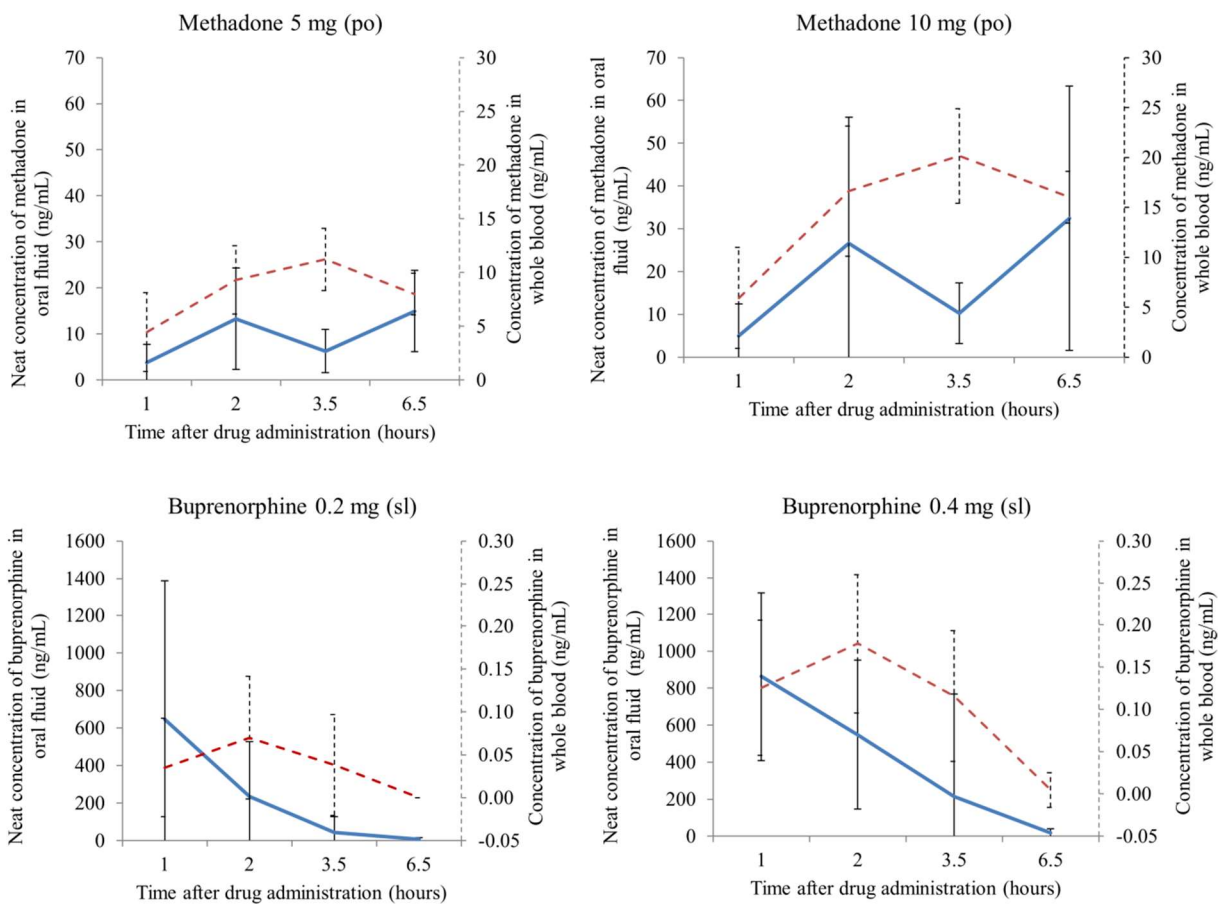 Methadone 5 mg (po)
Neat concentration of methadone in
oral fluid (ng/mL)
70
60
50
40
30
20
10
0
30
25
20
15
10
5
0
Concentration of methadone in
whole blood (ng/mL)
1 2 3.5 6.5
Time after drug administration (hours)
Methadone 10 mg (po)
Neat concentration of methadone in oral
fluid (ng/mL)
70
60
50
40
30
20
10
0
30
25
20
15
10
5
0
Concentration of methadone in
whole blood (ng/mL)
1 2 3.5 6.5
Time after drug administration (hours)
Buprenorphine 0.2 mg (sl)
Neat concentration of buprenorphine in
oral fluid (ng/mL)
1600
1400
1200
1000
800
600
400
200
0
0.30
0.25
0.20
0.15
0.10
0.05
0.00
-0.05
Concentration of buprenorphine in
whole blood (ng/mL)
1 2 3.5 6.5
Time after drug administration (hours)
Buprenorphine 0.4 mg (sl)
Neat concentration of buprenorphine in
oral fluid (ng/mL)
1600
1400
1200
1000
800
600
400
200
0
0.30
0.25
0.20
0.15
0.10
0.05
0.00
-0.05
Concentration of buprenorphine in
whole blood (ng/mL)
1 2 3.5 6.5
Time after drug administration (hours)